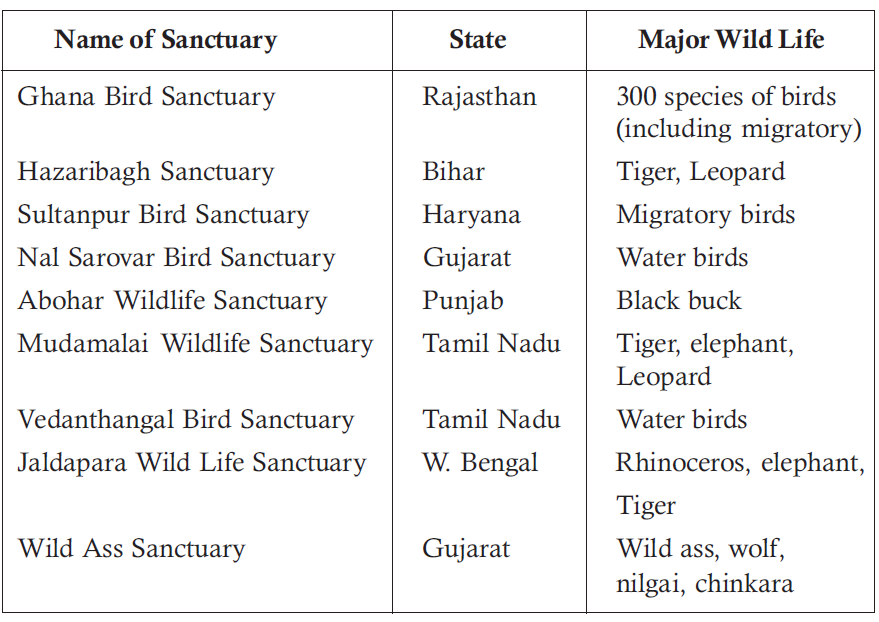 Name of Sanctuary State Major Wild Life
Ghana Bird Sanctuary Rajasthan 300 species of birds
(including migratory)
Hazaribagh Sanctuary Bihar Tiger, Leopard
Sultanpur Bird Sanctuary Haryana Migratory birds
Nal Sarovar Bird Sanctuary Gujarat Water birds
Abohar Wildlife Sanctuary Punjab Black buck
Mudamalai Wildlife Sanctuary Tamil Nadu Tiger, elephant,
Leopard
Vedanthangal Bird Sanctuary Tamil Nadu Water birds
Jaldapara Wild Life Sanctuary W. Bengal Rhinoceros, elephant,
Tiger
Wild Ass Sanctuary Gujarat Wild ass, wolf,
nilgai, chinkara